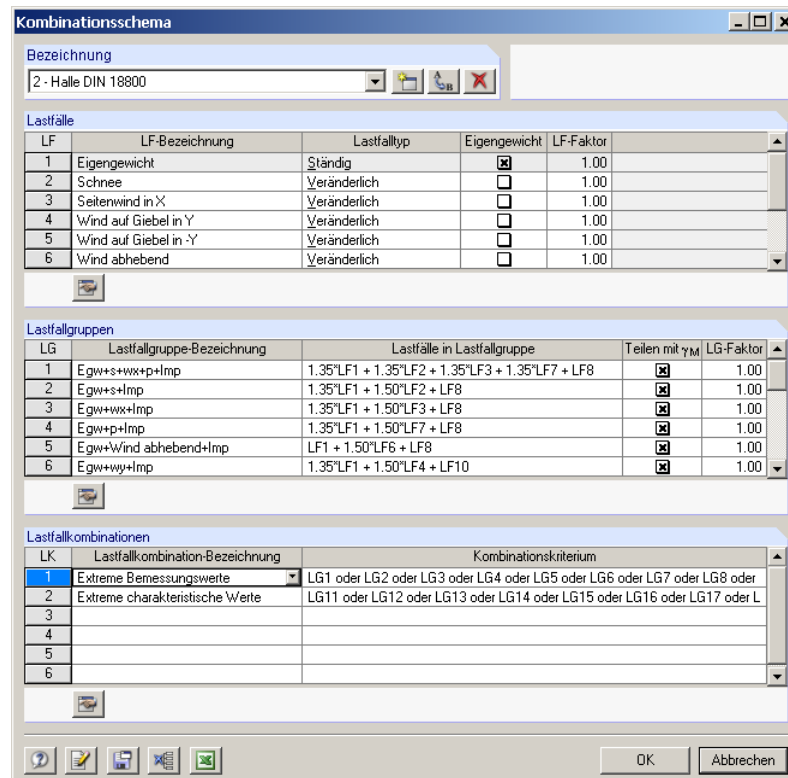 Kombinationsschema
Bezeichnung
2 - Halle DIN 18800
Lastfälle
LF LF-Bezeichnung Lastfalltyp Eigengewicht LF-Faktor
1 Eigengewicht Ständig 1.00
2 Schnee Veränderlich 1.00
3 Seitenwind in X Veränderlich 1.00
4 Wind auf Giebel in Y Veränderlich 1.00
5 Wind auf Giebel in -Y Veränderlich 1.00
6 Wind abhebend Veränderlich 1.00
Lastfallgruppen
LG Lastfallgruppe-Bezeichnung Lastfälle in Lastfallgruppe Teilen mit γM LG-Faktor
1 Egw+s+wx+p+Imp 1.35*LF1 + 1.35*LF2 + 1.35*LF3 + 1.35*LF7 + LF8 1.00
2 Egw+s+Imp 1.35*LF1 + 1.50*LF2 + LF8 1.00
3 Egw+wx+Imp 1.35*LF1 + 1.50*LF3 + LF8 1.00
4 Egw+p+Imp 1.35*LF1 + 1.50*LF7 + LF8 1.00
5 Egw+Wind abhebend+Imp LF1 + 1.50*LF6 + LF8 1.00
6 Egw+wy+Imp 1.35*LF1 + 1.50*LF4 + LF10 1.00
Lastfallkombinationen
LK Lastfallkombination-Bezeichnung Kombinationskriterium
1 Extreme Bemessungswerte LG1 oder LG2 oder LG3 oder LG4 oder LG5 oder LG6 oder LG7 oder LG8 oder
2 Extreme charakteristische Werte LG11 oder LG12 oder LG13 oder LG14 oder LG15 oder LG16 oder LG17 oder L
3
4
5
6
OK Abbrechen